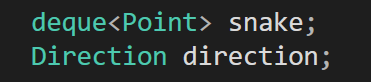 deque<Point> snake;
Direction direction;